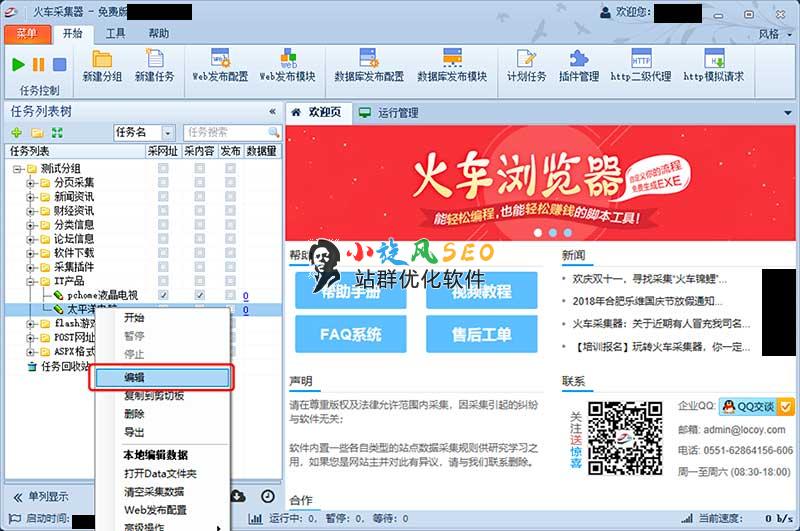 火车采集器 - 免费版
欢迎您:
菜单 开始 工具 帮助
风格
新建分组 新建任务 Web发布配置 Web发布模块 数据库发布配置 数据库发布模块 计划任务 插件管理 http二级代理 http模拟请求
任务控制
任务列表树
欢迎页 运行管理
任务名 任务搜索
任务列表 采网址 采内容 发布 数据量
测试分组
分页采集
新闻资讯
财经资讯
分类信息
论坛信息
软件下载
采集插件
IT产品
pchome液晶电视 0
0
POST网址
ASPX格式
任务回收站
开始
暂停
停止
编辑
复制到剪切板
删除
导出
本地编辑数据
打开Data文件夹
清空采集数据
Web发布配置
高级操作
单列显示
火车浏览器
自定义你的流程
免费生成EXE
能轻松编程,也能轻松赚钱的脚本工具!
小旋风SEO
站群优化软件
帮助手册 视频教程
FAQ系统 售后工单
新闻
欢庆双十一，寻找采集“火车锦鲤”...
2018年合肥乐维国庆节放假通知...
火车采集器：关于近期有人冒充我司名...
【培训报名】玩转火车采集器，你一定...
声明
请在尊重版权及法律允许范围内采集，因采集引起的纠纷
与软件无关；
软件内置一些各自类型的站点数据采集规则供研究学习之
用，如果您是网站主并对此有异议，请与我们联系删除。
合作
联系
关注送惊喜
企业QQ: QQ交谈
邮箱: admin@locoy.com
电话: 0551-62864156-606
周一至周六 (08:30-18:00)
启动时间:
运行中: 0, 暂停: 0, 等待: 0
当前速度: 0 b/s